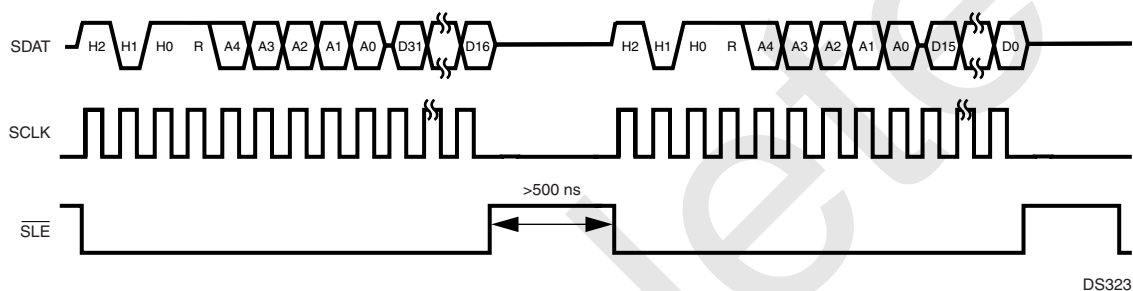 SDAT H2 H1 H0 R A4 A3 A2 A1 A0 D31 D16 H2 H1 H0 R A4 A3 A2 A1 A0 D15 D0
SCLK
>500 ns
SLE
DS323
lete